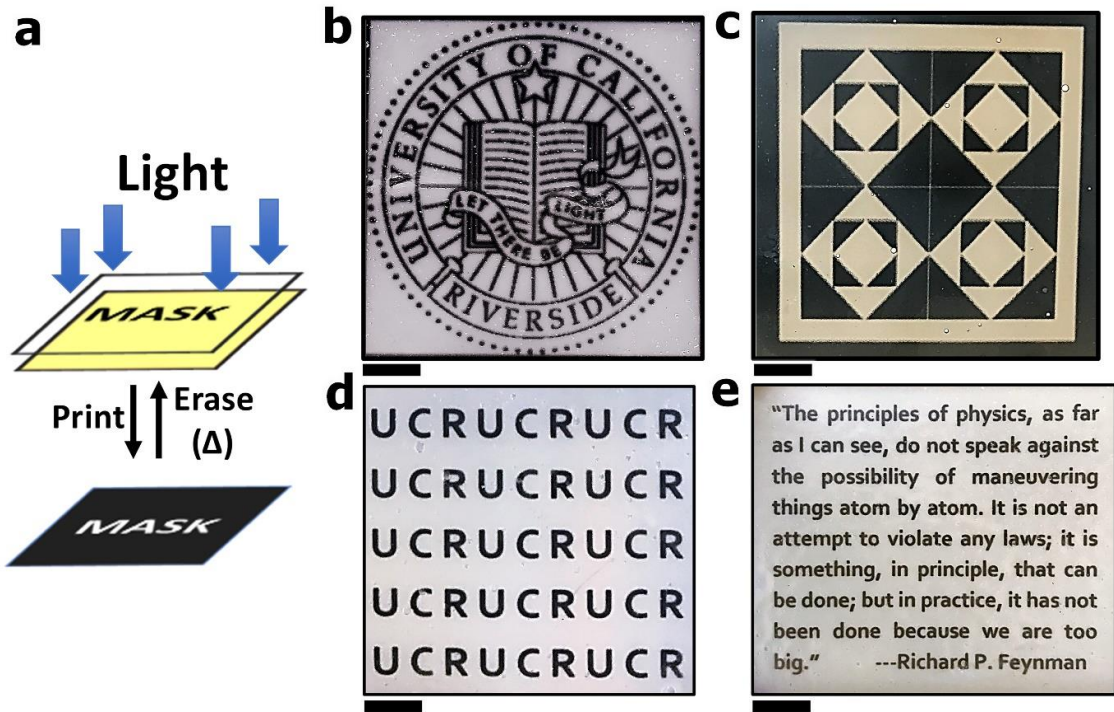 a
Light
MASK
Print
Erase
(Δ)
MASK
b
UNIVERSITY OF CALIFORNIA
LET THERE BE LIGHT
RIVERSIDE
c
d
UCRUCRUCR
UCRUCRUCR
UCRUCRUCR
UCRUCRUCR
UCRUCRUCR
e
“The principles of physics, as far
as I can see, do not speak against
the possibility of maneuvering
things atom by atom. It is not an
attempt to violate any laws; it is
something, in principle, that can
be done; but in practice, it has not
been done because we are too
big.” ---Richard P. Feynman